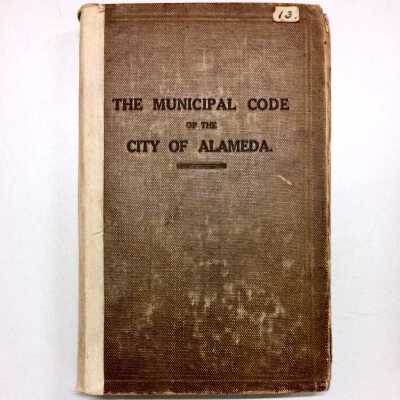 13.
THE MUNICIPAL CODE
OF THE
CITY OF ALAMEDA.